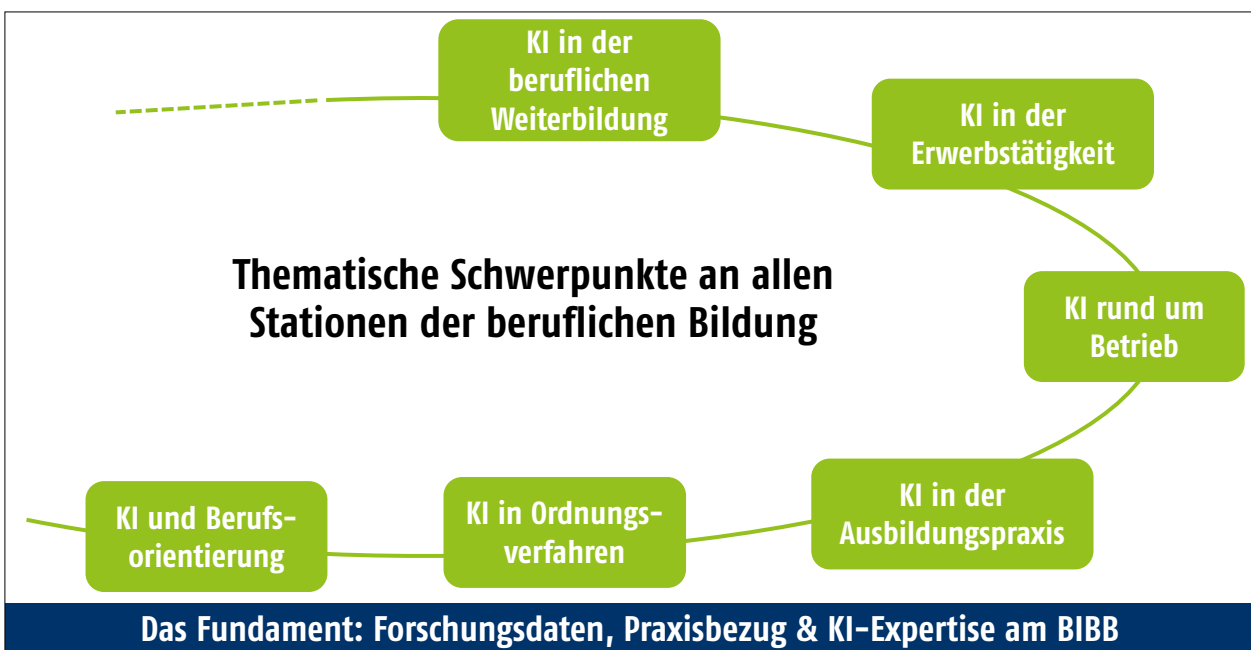 KI in der
beruflichen
Weiterbildung
KI in der
Erwerbstätigkeit
Thematische Schwerpunkte an allen
Stationen der beruflichen Bildung
KI rund um
Betrieb
KI in der
Ausbildungspraxis
KI in Ordnungs-
verfahren
KI und Berufs-
orientierung
Das Fundament: Forschungsdaten, Praxisbezug & KI-Expertise am BIBB